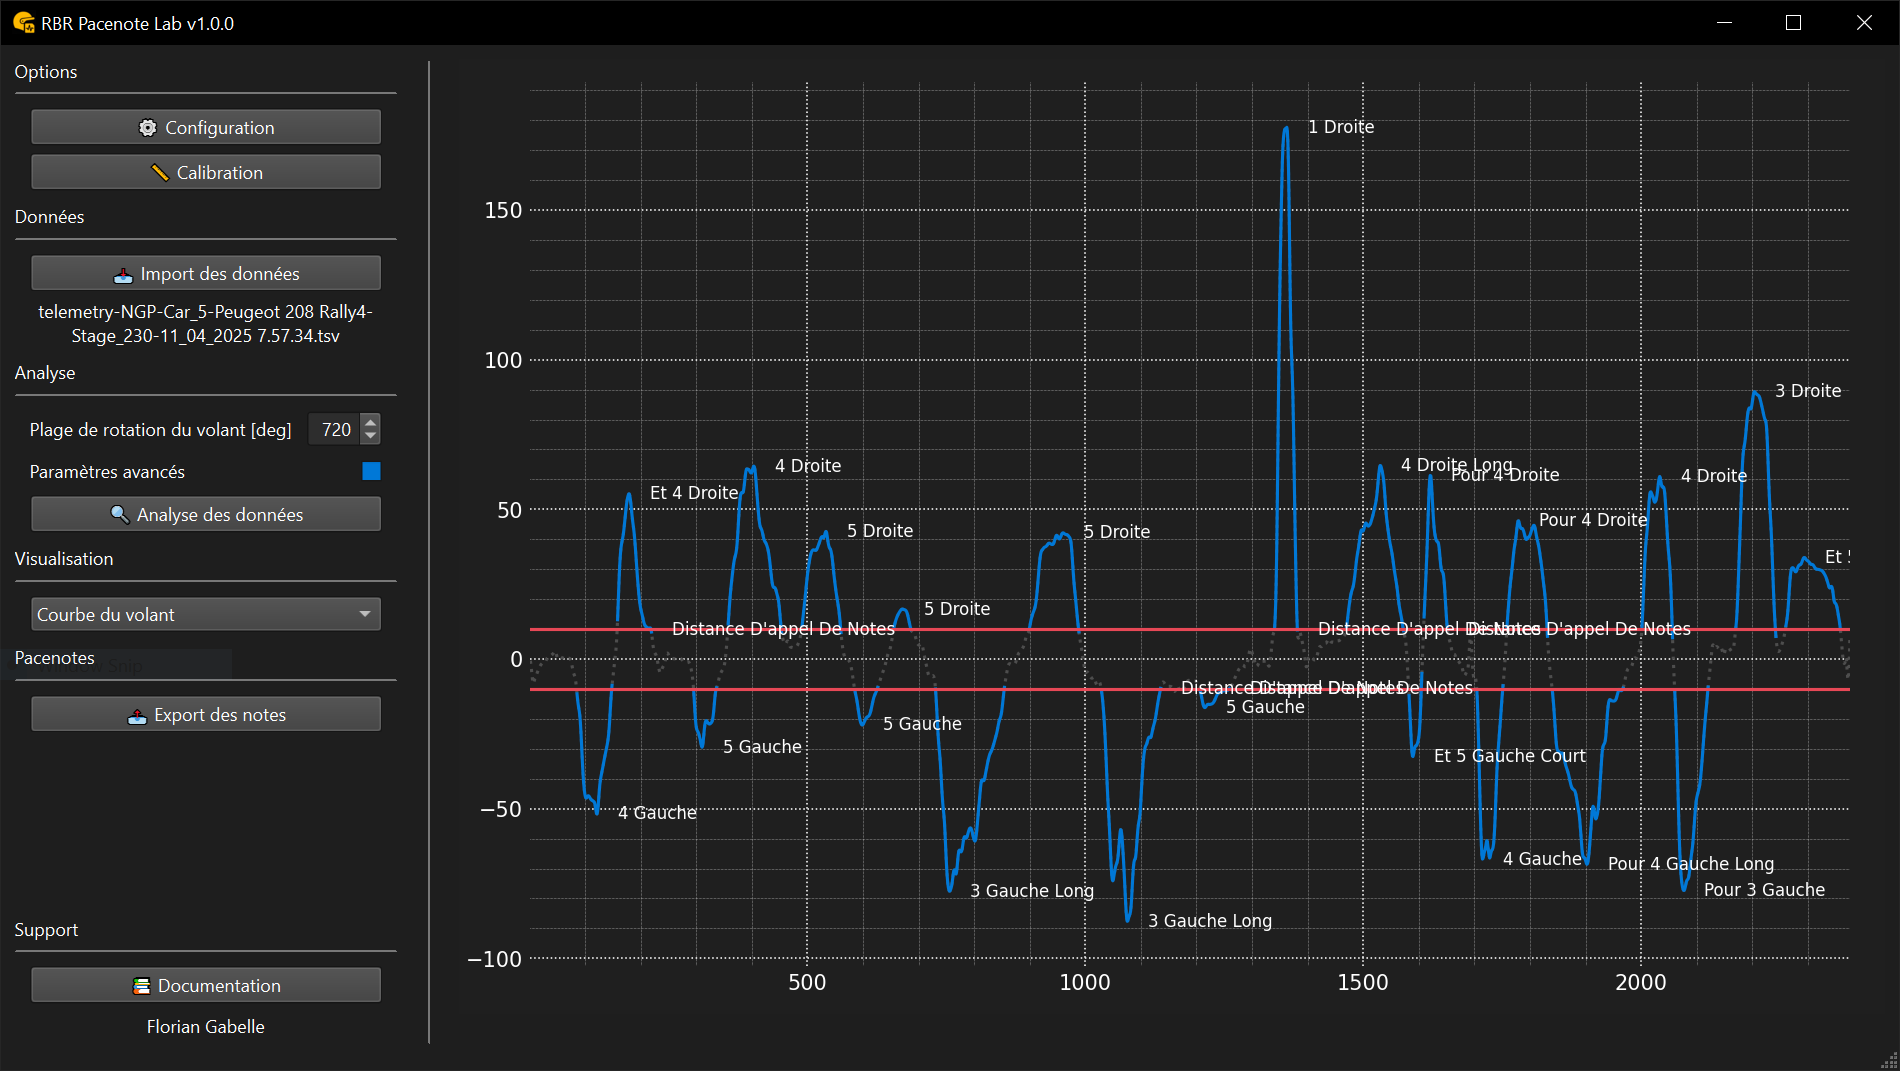 RBR Pacenote Lab v1.0.0
Options
Configuration
Calibration
Données
Import des données
telemetry-NGP-Car_5-Peugeot 208 Rally4-
Stage_230-11_04_2025 7.57.34.tsv
Analyse
Plage de rotation du volant [deg] 720
Paramètres avancés
Analyse des données
Visualisation
Courbe du volant
Pacenotes
Export des notes
Support
Documentation
Florian Gabelle
1 Droite
150
100
3 Droite
4 Droite
4 Droite Long
Pour 4 Droite
4 Droite
Et 4 Droite
50
Pour 4 Droite
5 Droite
5 Droite
Et 5
5 Droite
Distance D'appel De Notes
Distance D'appel De Notes
Distance D'appel De Notes
0
Distance D'appel De Notes
Distance D'appel De Notes
5 Gauche
5 Gauche
5 Gauche
Et 5 Gauche Court
−50
4 Gauche
4 Gauche
Pour 4 Gauche Long
3 Gauche Long
Pour 3 Gauche
3 Gauche Long
−100
500
1000
1500
2000